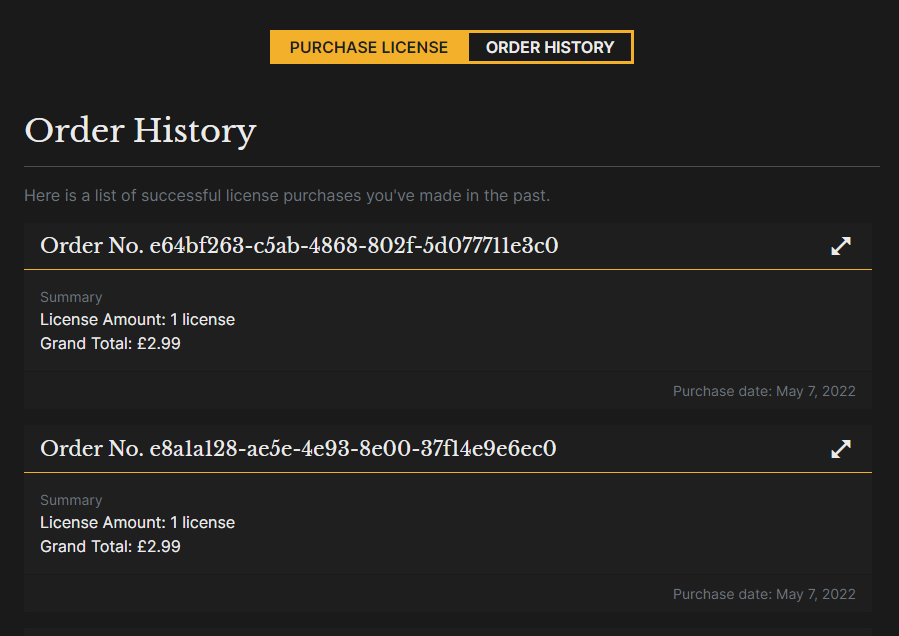 PURCHASE LICENSE
ORDER HISTORY
Order History
Here is a list of successful license purchases you've made in the past.
Order No. e64bf263-c5ab-4868-802f-5d077711e3c0
Summary
License Amount: 1 license
Grand Total: £2.99
Purchase date: May 7, 2022
Order No. e8a1a128-ae5e-4e93-8e00-37f14e9e6ec0
Summary
License Amount: 1 license
Grand Total: £2.99
Purchase date: May 7, 2022